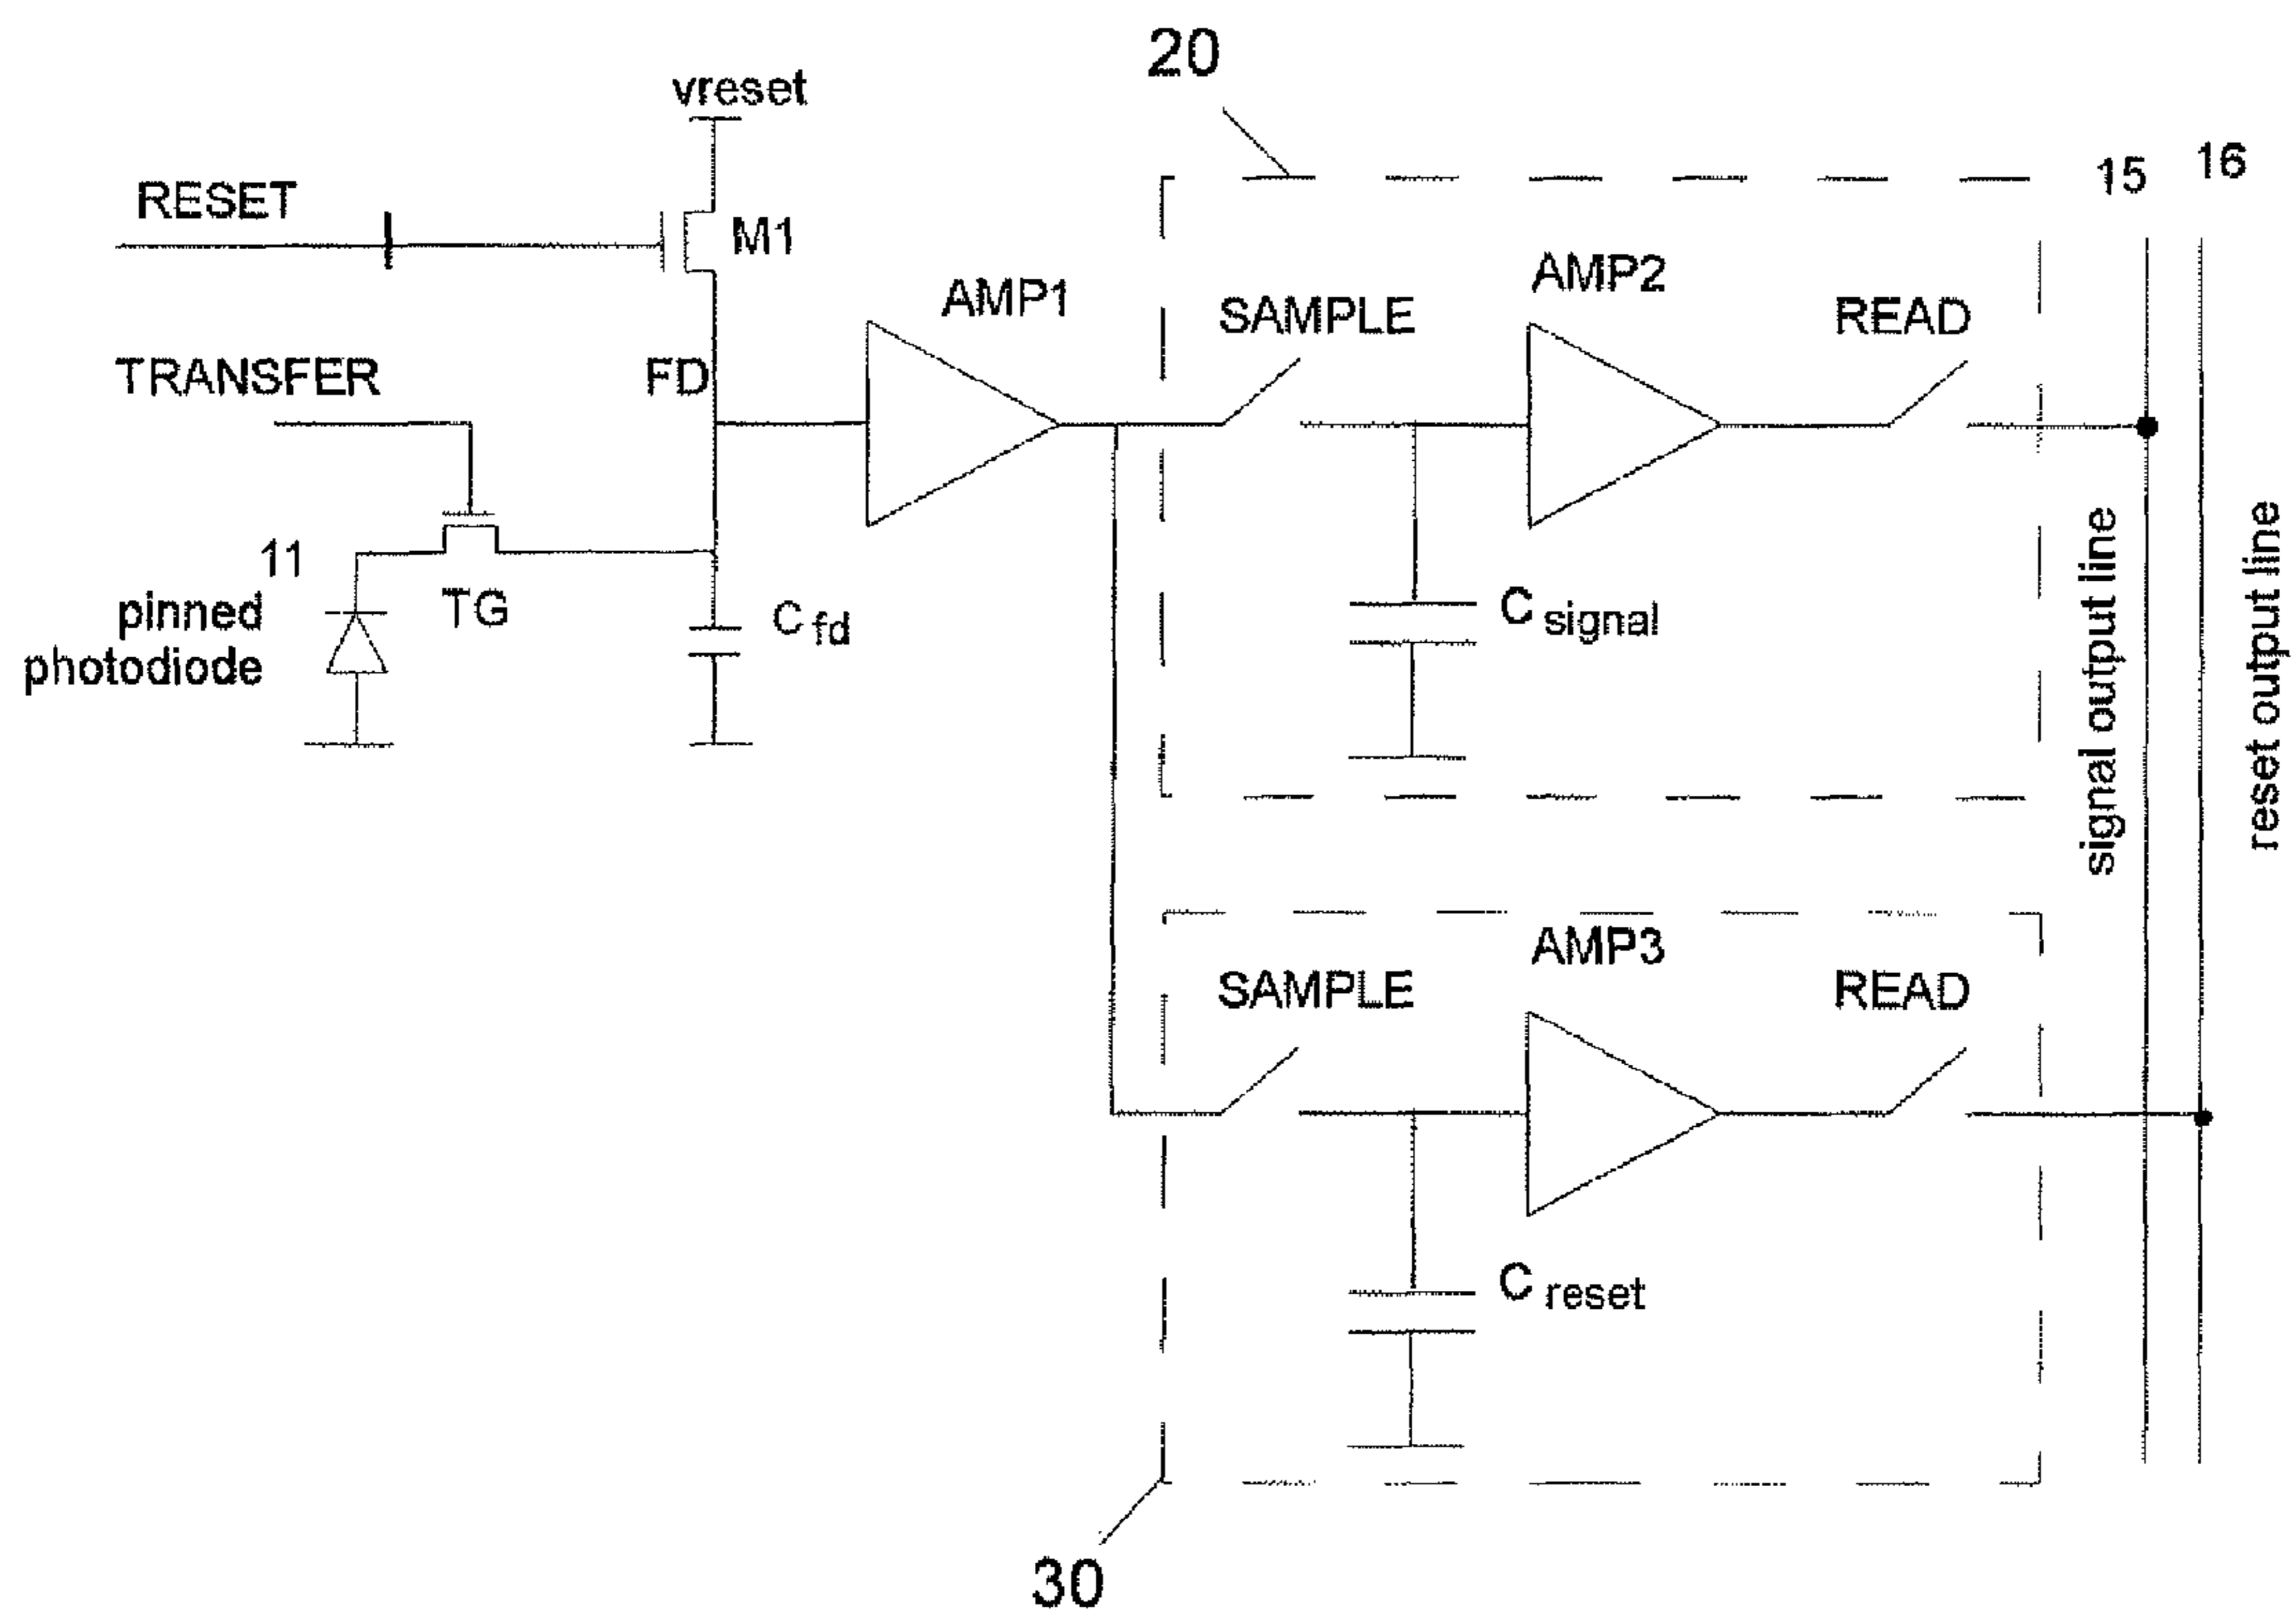 20
vreset
15
16
RESET
M1
AMP1
SAMPLE
AMP2
READ
TRANSFER
FD
11
pinned
photodiode
TG
C fd
C signal
signal output line
reset output line
SAMPLE
AMP3
READ
C reset
30